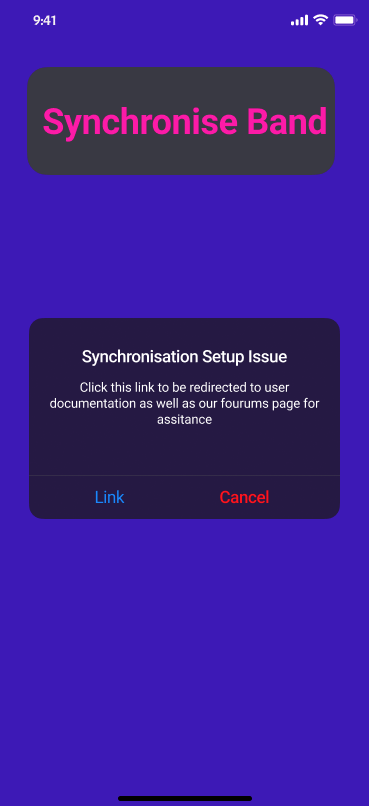 9:41
Synchronise Band
Synchronisation Setup Issue
Click this link to be redirected to user
documentation as well as our fourums page for
assitance
Link
Cancel